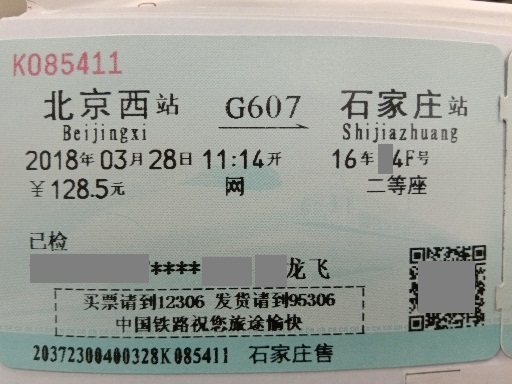 K085411
北京西站 G607 石家庄站
Beijingxi Shijiazhuang
2018年03月28日 11:14开 16车 4F号
￥128.5元 网 二等座
已检
****龙飞
买票请到12306 发货请到95306
中国铁路祝您旅途愉快
20372300400328K085411 石家庄售